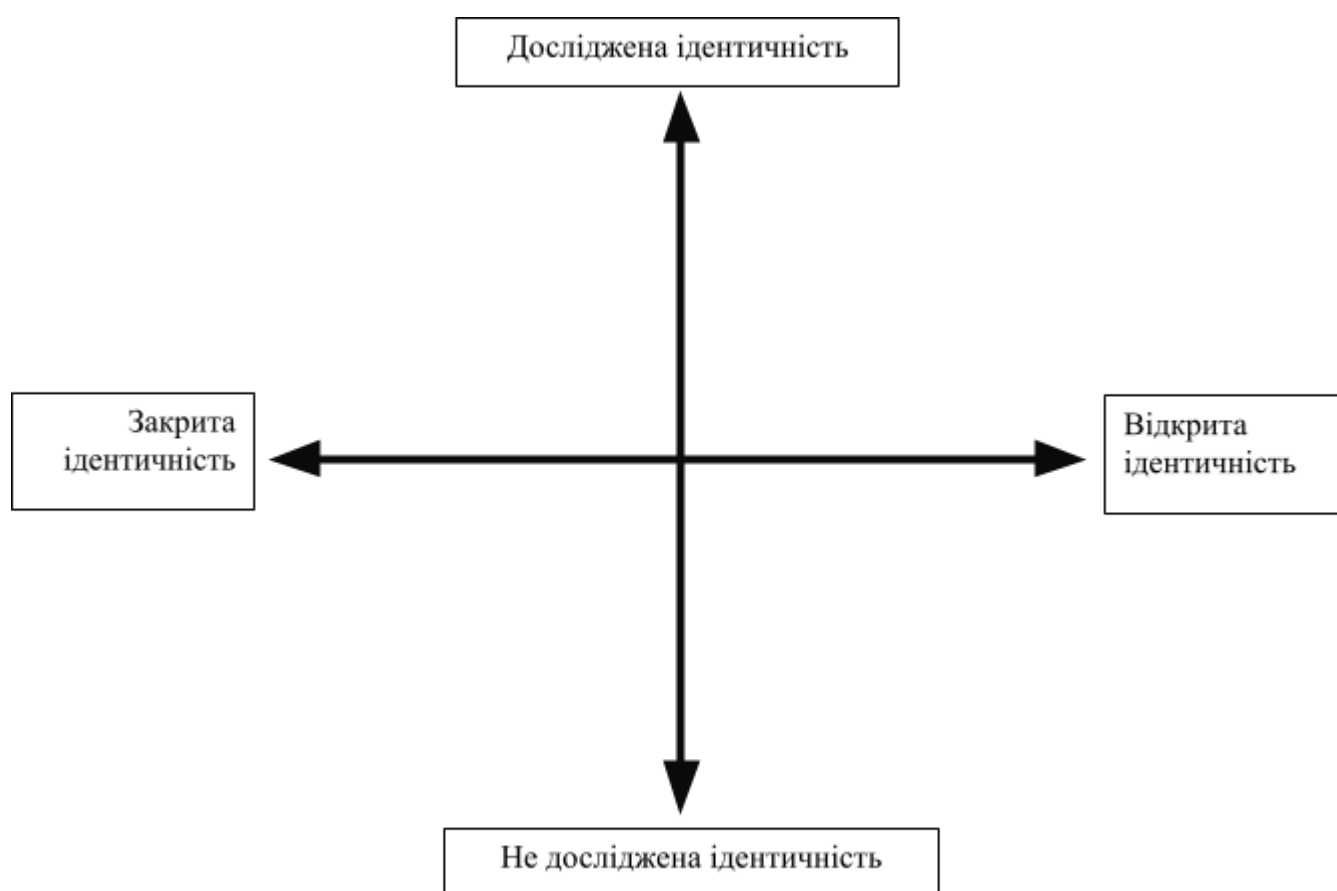 Досліджена ідентичність
Закрита
ідентичність
Відкрита
ідентичність
Не досліджена ідентичність